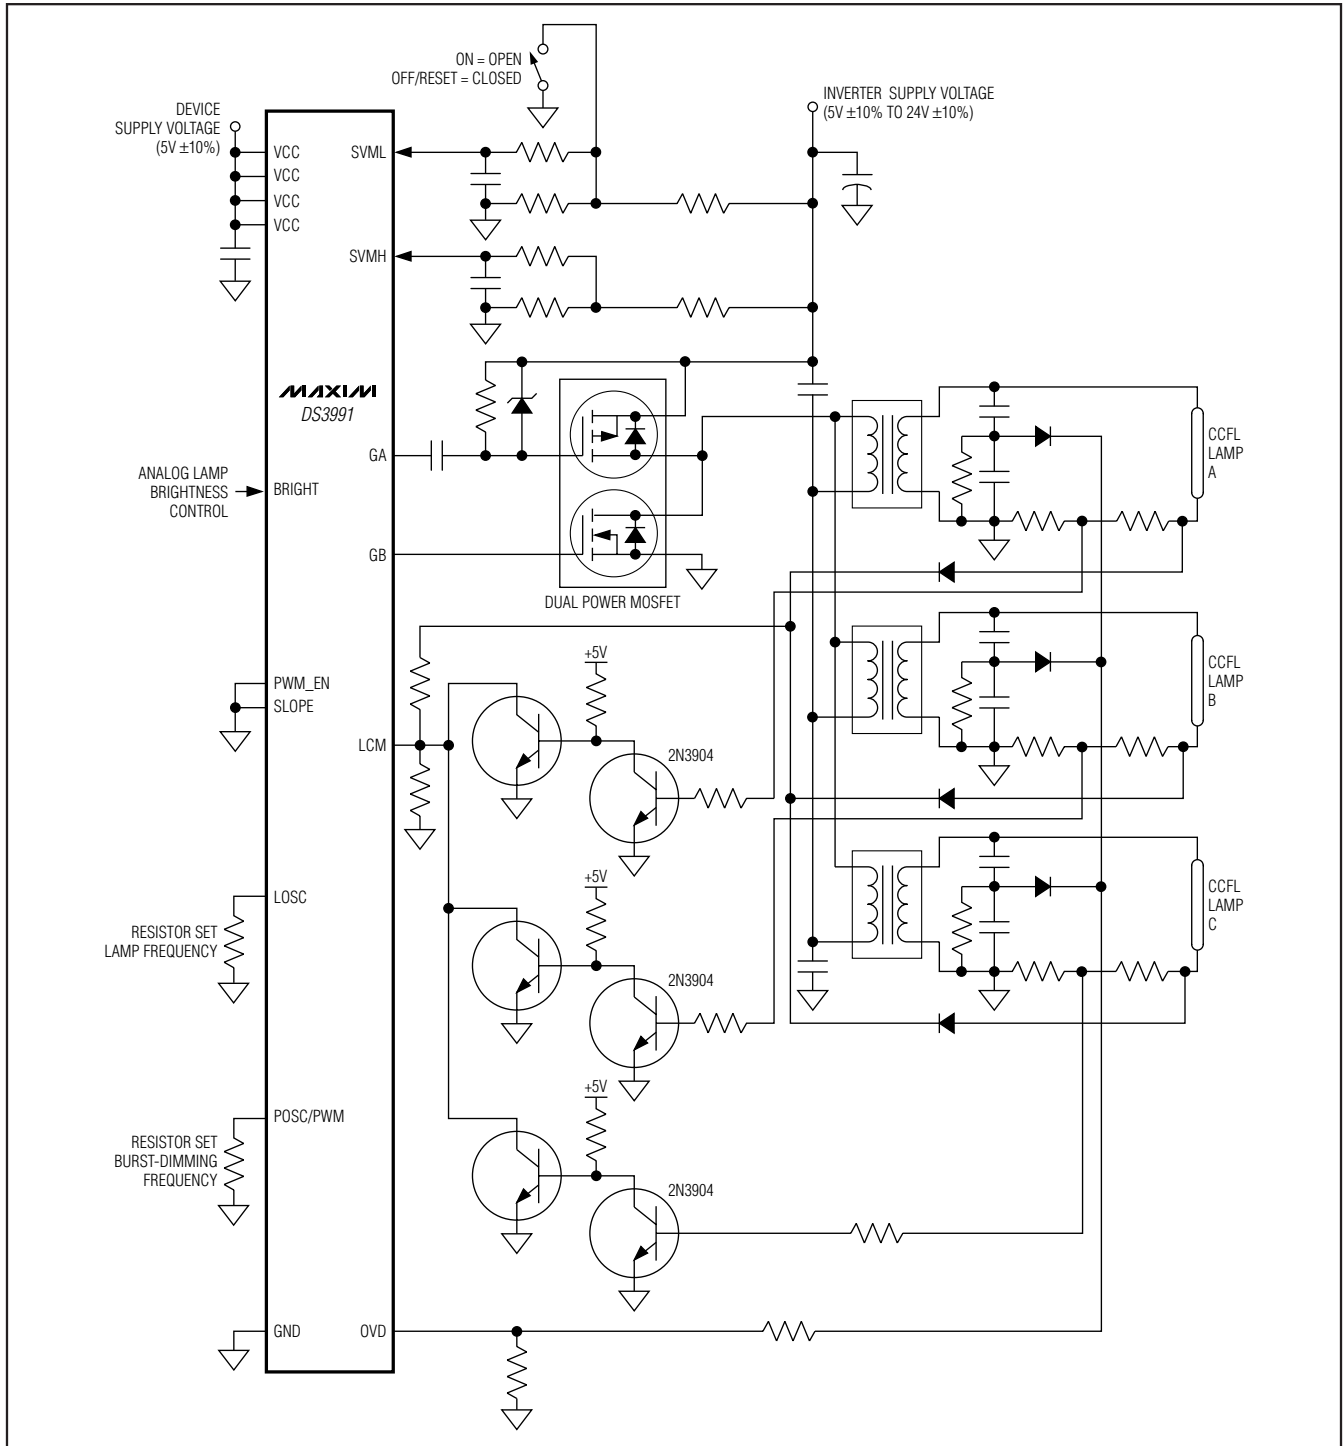 ON = OPEN
OFF/RESET = CLOSED
INVERTER SUPPLY VOLTAGE
(5V ±10% TO 24V ±10%)
DEVICE
SUPPLY VOLTAGE
(5V ±10%)
VCC
SVML
VCC
VCC
VCC
SVMH
MAXIM
DS3991
GA
CCFL
LAMP
A
ANALOG LAMP
BRIGHTNESS
CONTROL
BRIGHT
GB
DUAL POWER MOSFET
+5V
CCFL
LAMP
B
PWM_EN
SLOPE
LCM
2N3904
+5V
CCFL
LAMP
C
LOSC
RESISTOR SET
LAMP FREQUENCY
2N3904
+5V
POSC/PWM
RESISTOR SET
BURST-DIMMING
FREQUENCY
2N3904
GND
OVD